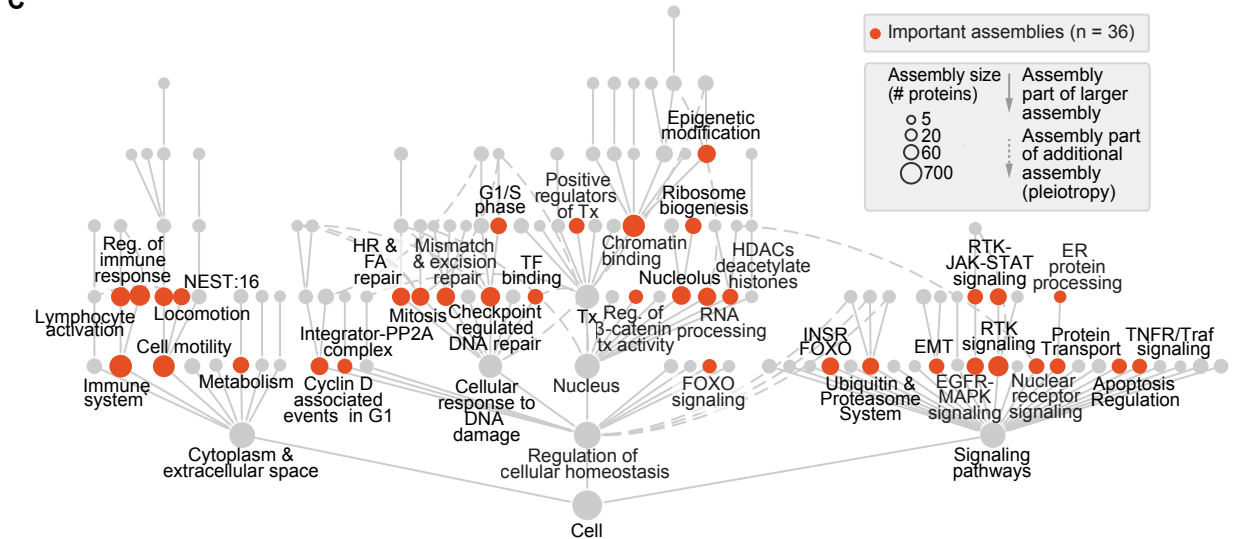 C
Important assemblies (n = 36)
Assembly size
(# proteins)
5
20
60
700
Assembly
part of larger
assembly
Assembly part
of additional
assembly
(pleiotropy)
Epigenetic
modification
G1/S
phase
Positive
regulators
of Tx
Ribosome
biogenesis
Reg. of
immune
response
NEST:16
HR &
FA
repair
Mismatch
& excision
repair
TF
binding
Chromatin
binding
Nucleolus
HDACs
deacetylate
histones
RTK-
JAK-STAT
signaling
ER
protein
processing
Lymphocyte
activation
Locomotion
Mitosis
Checkpoint
regulated
DNA repair
Tx
Reg. of
β-catenin
tx activity
RNA
processing
Cell motility
Integrator-PP2A
complex
INSR
FOXO
EMT
RTK
signaling
Protein
Transport
TNFR/Traf
signaling
Immune
system
Metabolism
Cyclin D
associated
events in G1
Cellular
response to
DNA
damage
Nucleus
FOXO
signaling
Ubiquitin &
Proteasome
System
EGFR-
MAPK
signaling
Nuclear
receptor
signaling
Apoptosis
Regulation
Cytoplasm &
extracellular space
Regulation of
cellular homeostasis
Signaling
pathways
Cell